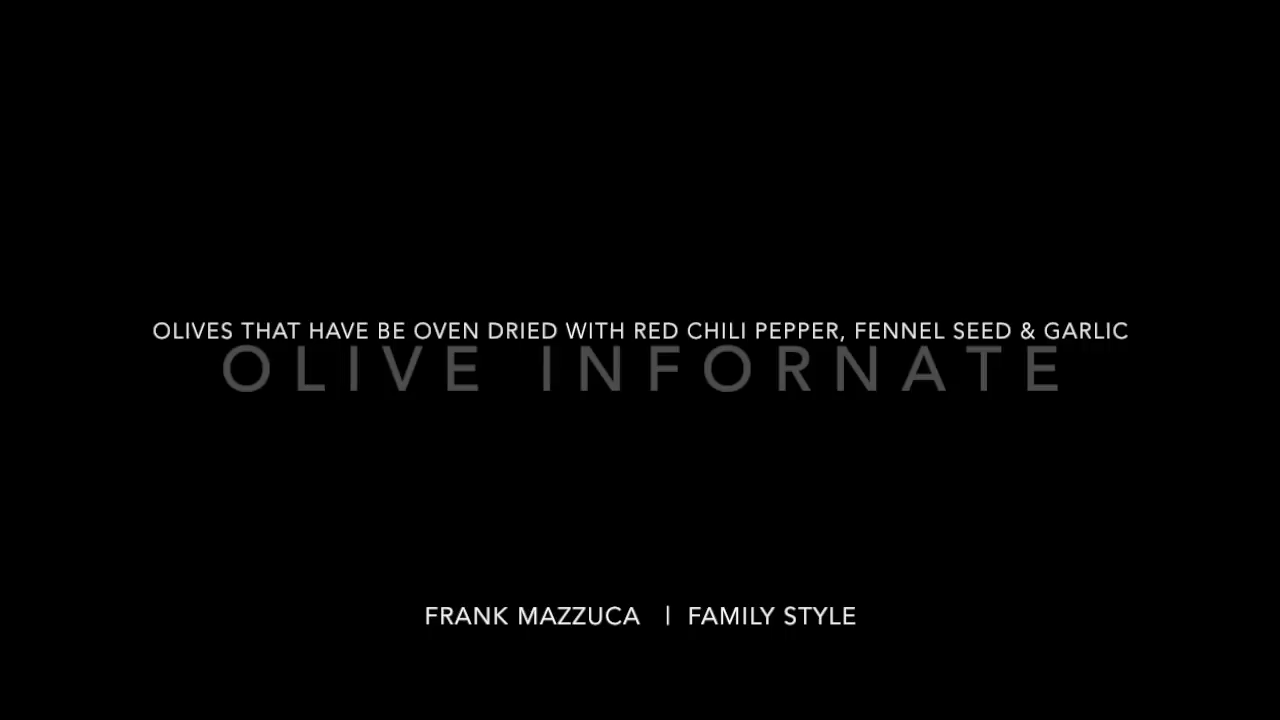 OLIVES THAT HAVE BE OVEN DRIED WITH RED CHILI PEPPER, FENNEL SEED & GARLIC
OLIVE INFORNATE
FRANK MAZZUCA | FAMILY STYLE